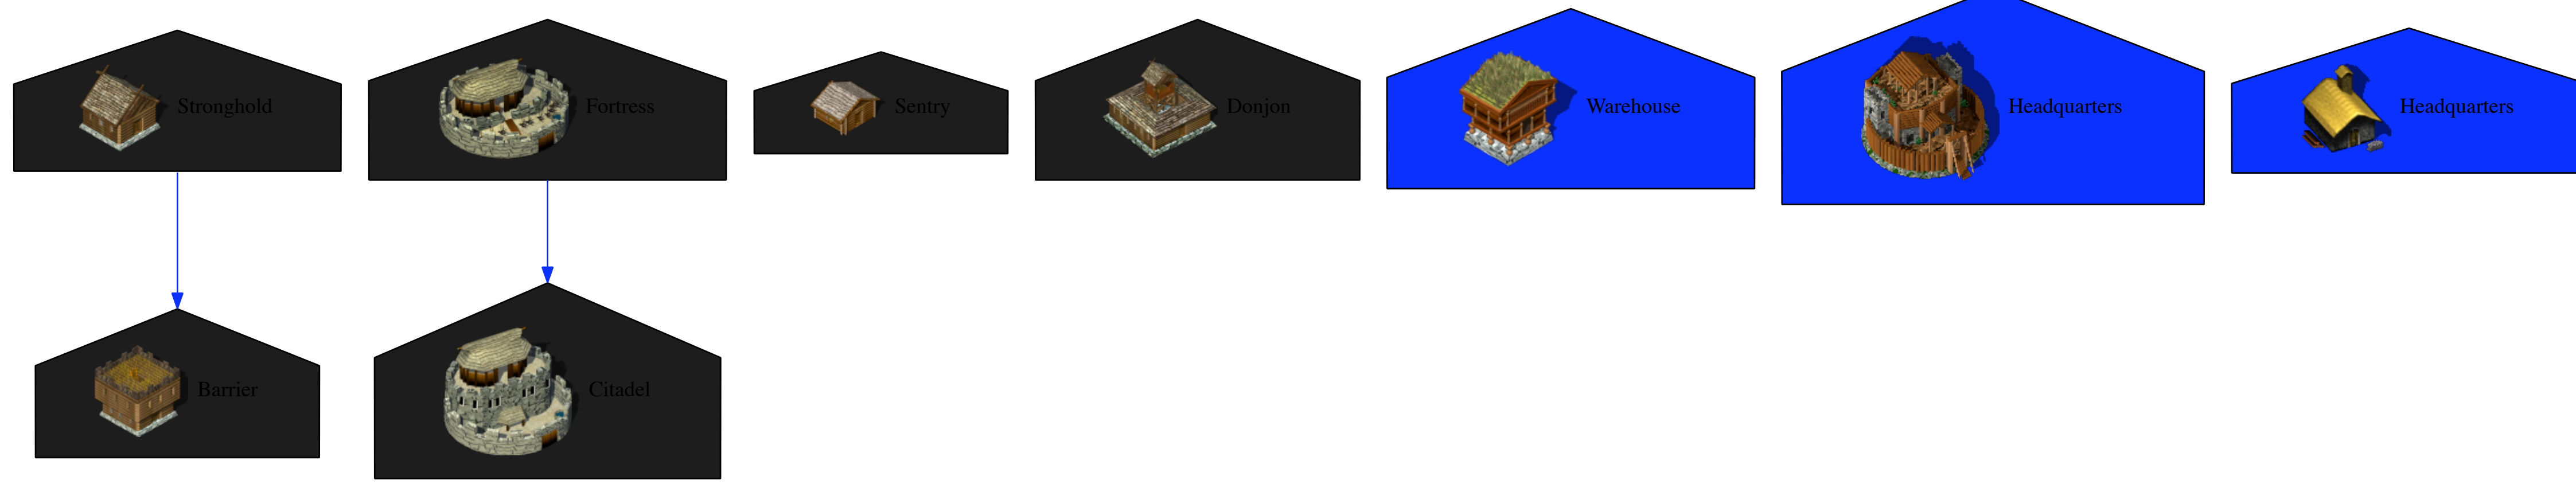 Stronghold
Fortress
Sentry
Donjon
Warehouse
Headquarters
Headquarters
Barrier
Citadel